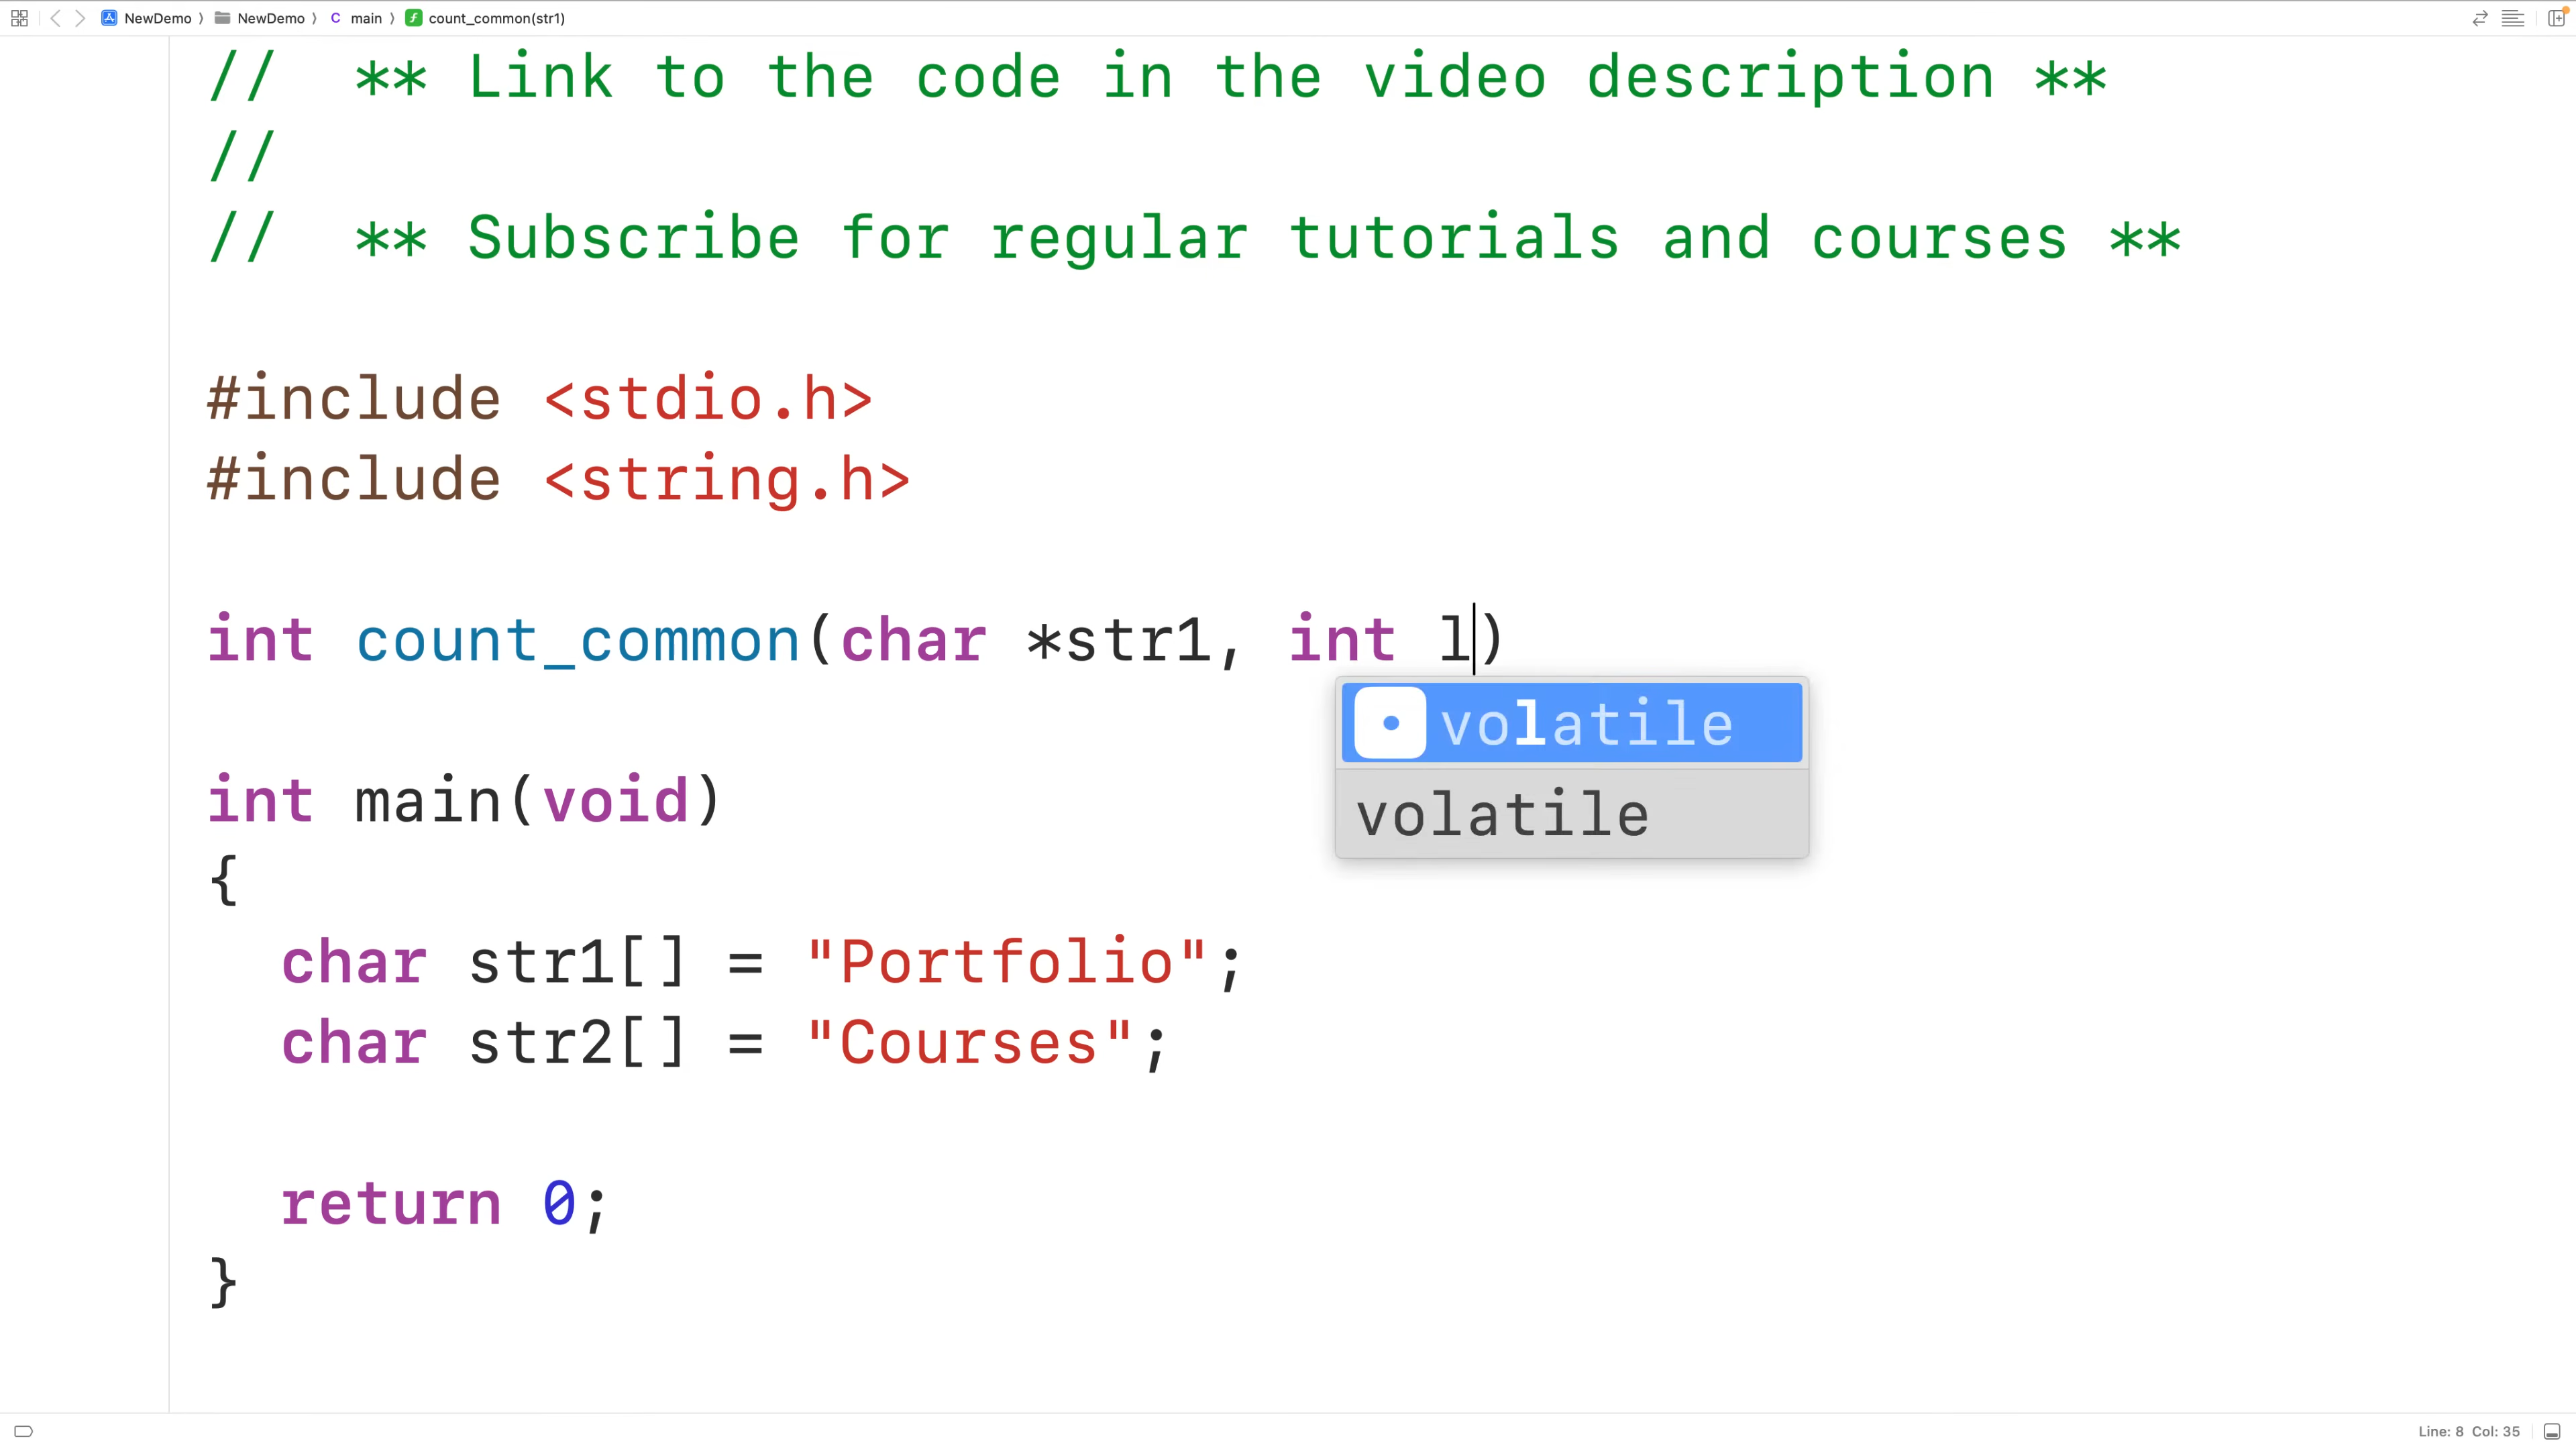 NewDemo 〉 NewDemo 〉 C main 〉 f count_common(str1)
// ** Link to the code in the video description **
//
// ** Subscribe for regular tutorials and courses **
#include <stdio.h>
#include <string.h>
int count_common(char *str1, int l)
volatile
volatile
int main(void)
{
char str1[] = "Portfolio";
char str2[] = "Courses";
return 0;
}
Line: 8 Col: 35